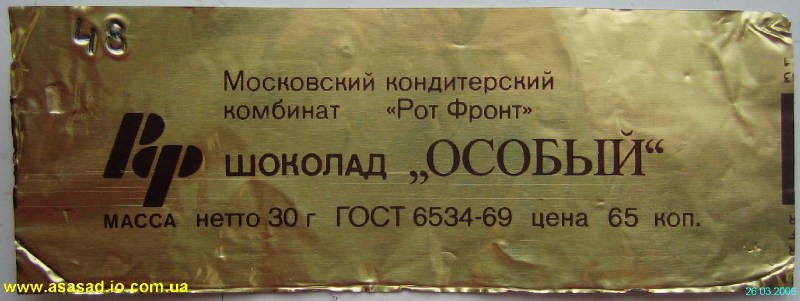 48
Московский кондитерский
комбинат «Рот Фронт»
РФ ШОКОЛАД „ОСОБЫЙ“
МАССА нетто 30 г ГОСТ 6534-69 цена 65 коп.
www.asasad.io.com.ua
26 03 2006